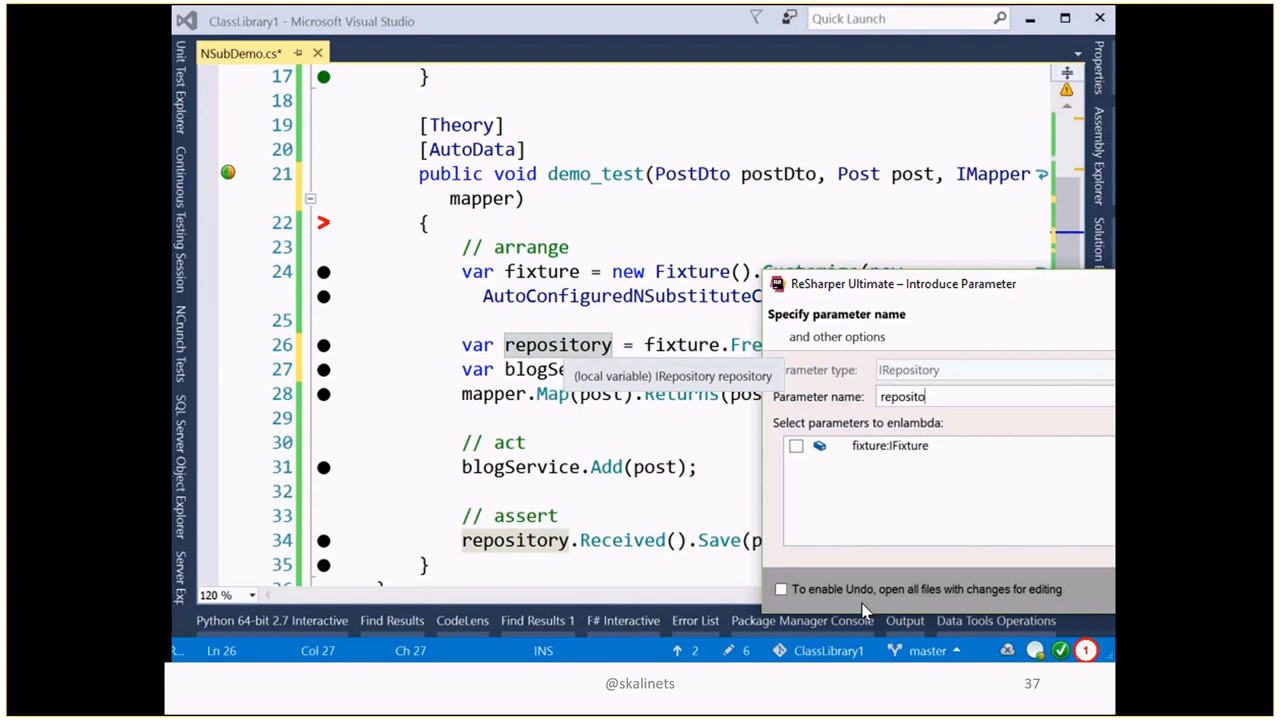 ClassLibrary1 - Microsoft Visual Studio
Quick Launch
NSubDemo.cs*
Unit Test Explorer
Continuous Testing Session
NCrunch Tests
SQL Server Object Explorer
Server Exp
Properties
Assembly Explorer
Solution E
17 }
18
19 [Theory]
20 [AutoData]
21 public void demo_test(PostDto postDto, Post post, IMapper
mapper)
22 {
23 // arrange
24 var fixture = new Fixture().Customize(new
AutoConfiguredNSubstituteC
25
26 var repository = fixture.Fre
27 var blogSe
28 mapper.Map(post).Returns(pos
29
30 // act
31 blogService.Add(post);
32
33 // assert
34 repository.Received().Save(p
35 }
(local variable) IRepository repository
ReSharper Ultimate – Introduce Parameter
Specify parameter name
and other options
arameter type: IRepository
Parameter name: reposito
Select parameters to enlambda:
fixture:IFixture
To enable Undo, open all files with changes for editing
120 %
Python 64-bit 2.7 Interactive Find Results CodeLens Find Results 1 F# Interactive Error List Package Manager Console Output Data Tools Operations
R... Ln 26 Col 27 Ch 27 INS 2 6 ClassLibrary1 master 1
@skalinets
37